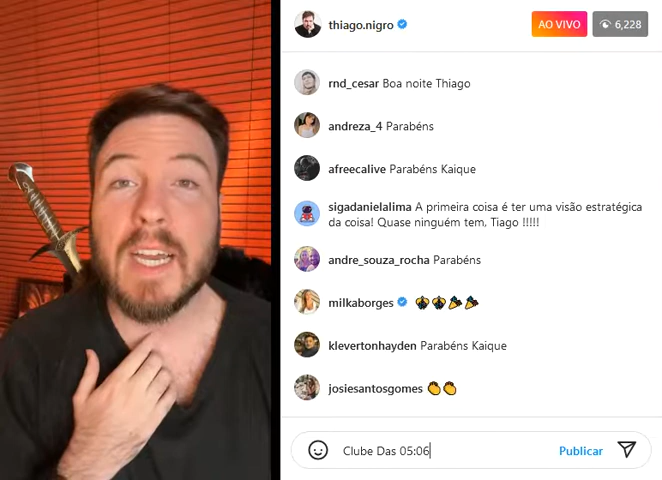 thiago.nigro
AO VIVO
6,228
rnd_cesar Boa noite Thiago
andreza_4 Parabéns
afreecalive Parabéns Kaique
sigadanielalima A primeira coisa é ter uma visão estratégica
da coisa! Quase ninguém tem, Tiago !!!!!
andre_souza_rocha Parabéns
milkaborges
klevertonhayden Parabéns Kaique
josiesantosgomes
Clube Das 05:06
Publicar